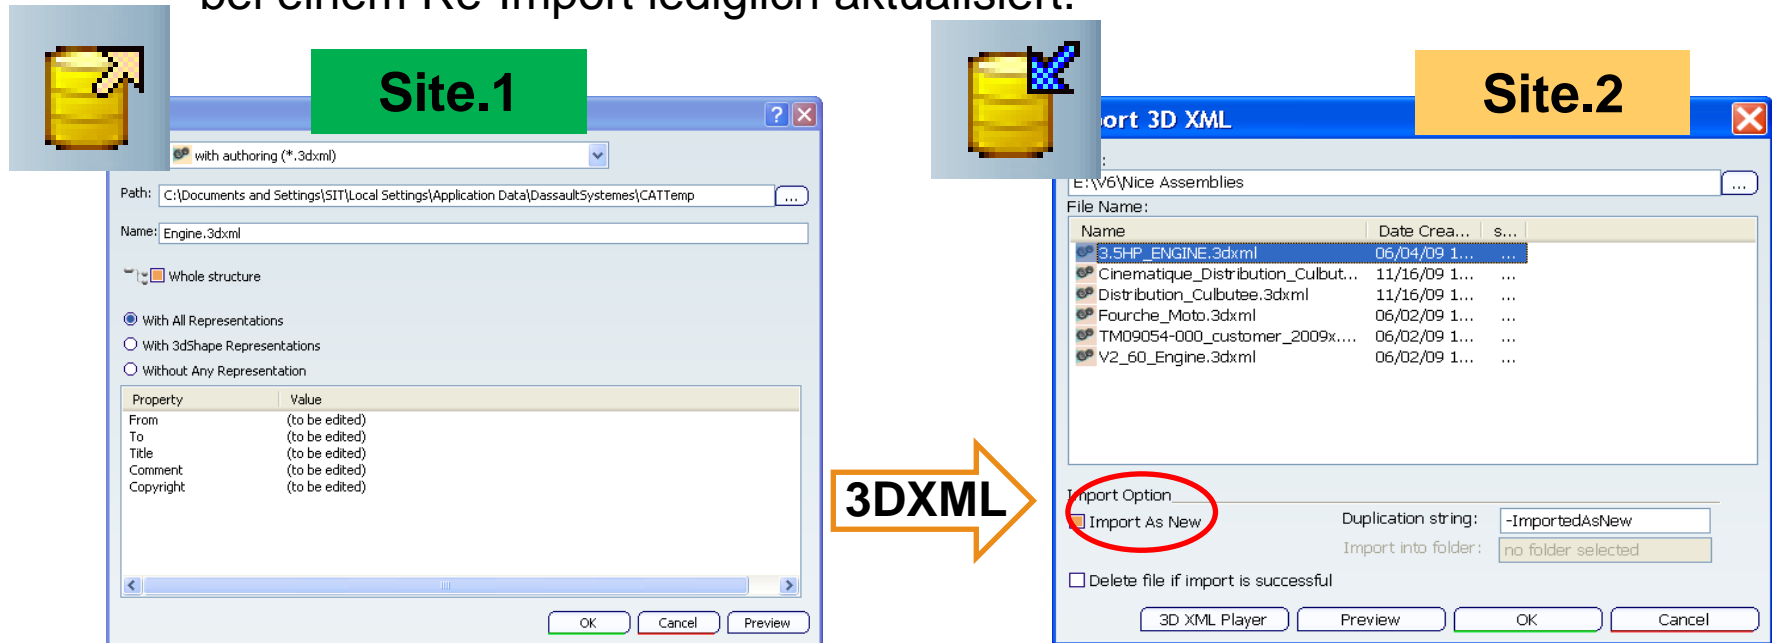 bei einem Re-Import lediglich aktualisiert.
Site.1
with authoring (*.3dxml)
Path: C:\Documents and Settings\SIT\Local Settings\Application Data\DassaultSystemes\CATTemp ...
Name: Engine.3dxml
Whole structure
With All Representations
With 3dShape Representations
Without Any Representation
Property Value
From (to be edited)
To (to be edited)
Title (to be edited)
Comment (to be edited)
Copyright (to be edited)
OK Cancel Preview
3DXML
Site.2
ort 3D XML
:
E:\V6\Nice Assemblies ...
File Name:
Name Date Crea... s...
3.5HP_ENGINE.3dxml 06/04/09 1... ...
Cinematique_Distribution_Culbut... 11/16/09 1... ...
Distribution_Culbutee.3dxml 11/16/09 1... ...
Fourche_Moto.3dxml 06/02/09 1... ...
TM09054-000_customer_2009x.... 06/02/09 1... ...
V2_60_Engine.3dxml 06/02/09 1... ...
Import Option
Import As New Duplication string: -ImportedAsNew
Import into folder: no folder selected
Delete file if import is successful
3D XML Player Preview OK Cancel